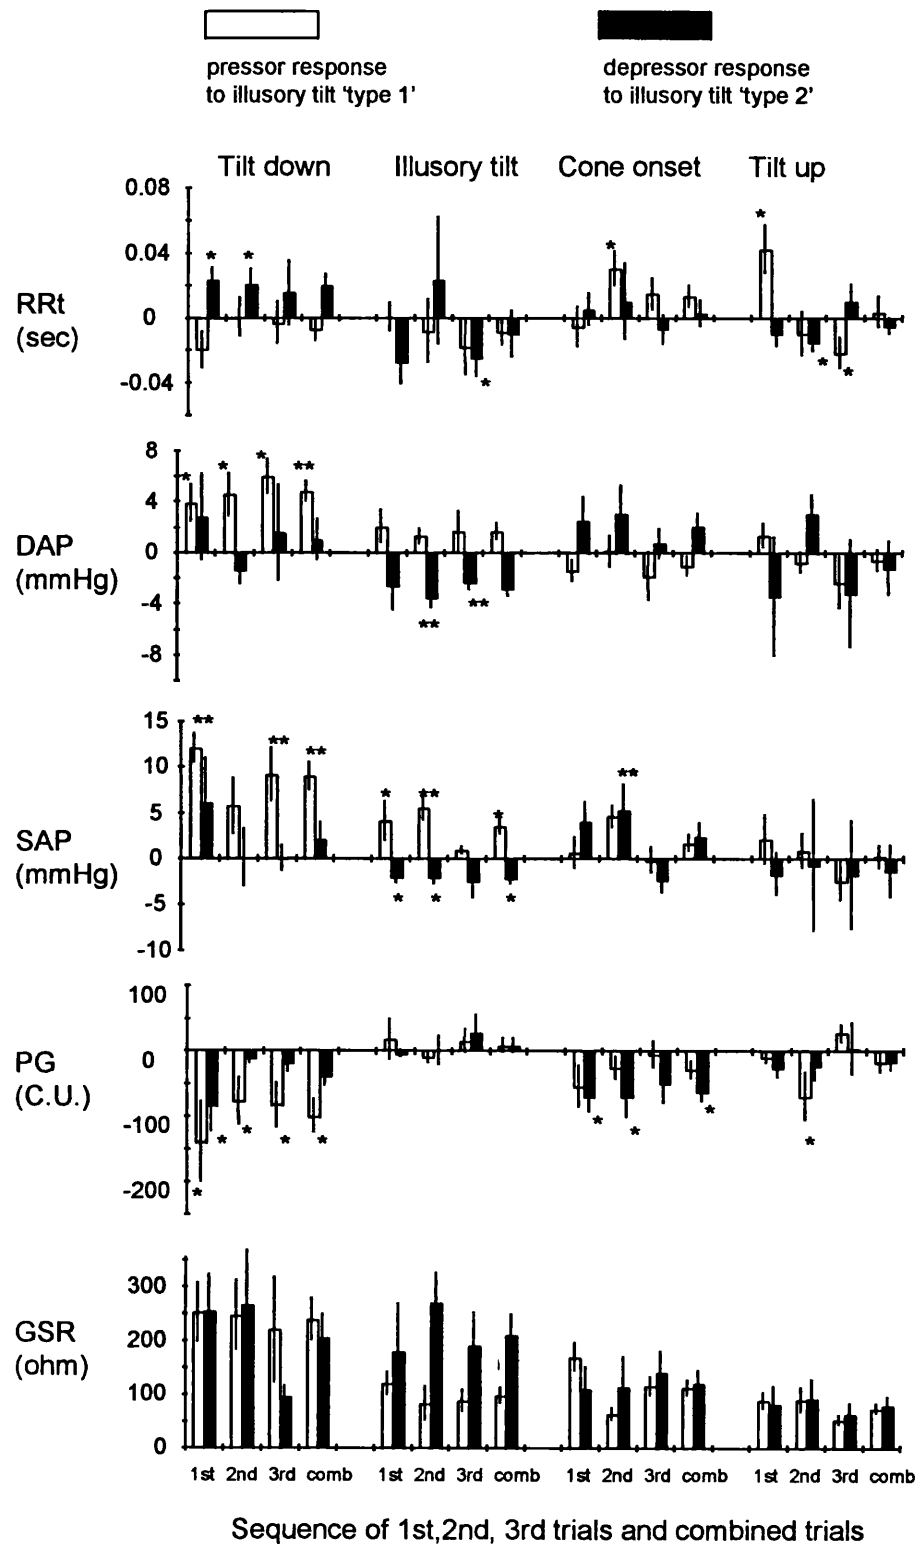 pressor response
to illusory tilt 'type 1'
depressor response
to illusory tilt 'type 2'
Tilt down Illusory tilt Cone onset Tilt up
0.08
0.04
0
-0.04
RRt
(sec)
* * * * * * *
8
4
0
-4
-8
DAP
(mmHg)
* * * ** ** **
15
10
5
0
-5
-10
SAP
(mmHg)
** ** ** * ** * * * * **
100
0
-100
-200
PG
(C.U.)
* * * * * * * * *
300
200
100
0
GSR
(ohm)
1st 2nd 3rd comb 1st 2nd 3rd comb 1st 2nd 3rd comb 1st 2nd 3rd comb
Sequence of 1st,2nd, 3rd trials and combined trials